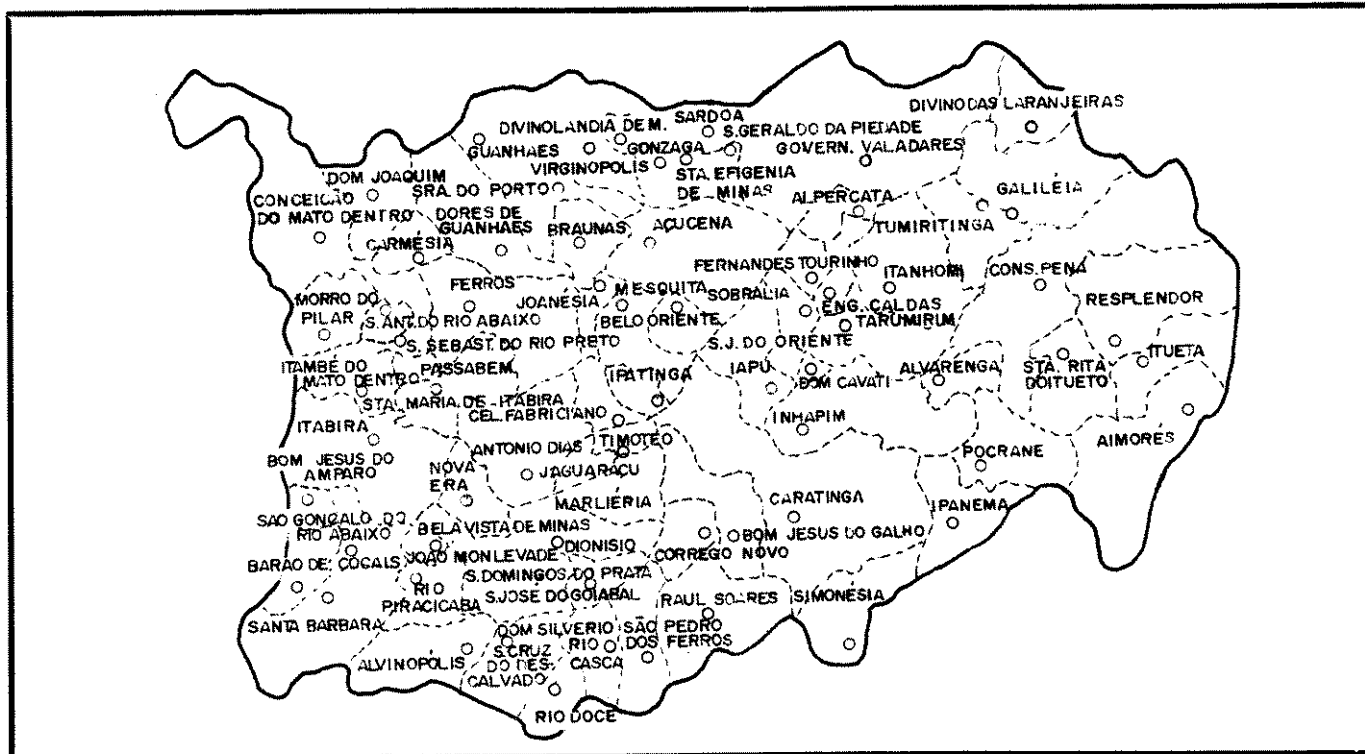 DIVINO DAS LARANJEIRAS
SARDOA
DIVINOLANDIA DE M.
S.GERALDO DA PIEDADE
GUANHAES
GONZAGA
GOVERN. VALADARES
VIRGINOPOLIS
STA. EFIGENIA
DE MINAS
DOM JOAQUIM
SRA. DO PORTO
GALILEIA
CONCEICÃO
DO MATO DENTRO
ALPERCATA
DORES DE
GUANHAES
BRAUNAS
AÇUCENA
TUMIRITINGA
CARMESIA
FERNANDES TOURINHO
ITANHOMI
CONS. PENA
FERROS
JOANESIA
MESQUITA
SOBRALIA
RESPLENDOR
MORRO DO
PILAR
S. ANT. DO RIO ABAIXO
BELO ORIENTE
ENG. CALDAS
TARUMIRIM
S. SEBAST. DO RIO PRETO
S.J. DO ORIENTE
ITUETA
ITAMBÉ DO
MATO DENTRO
PASSABEM
IPATINGA
IAPU
DOM CAVATI
ALVARENGA
STA. RITA
DO ITUETO
STA. MARIA DE ITABIRA
CEL. FABRICIANO
ITABIRA
INHAPIM
AIMORES
ANTONIO DIAS
TIMOTEO
BOM JESUS DO
AMPARO
NOVA
ERA
JAGUARAÇU
POCRANE
MARLIERIA
CARATINGA
IPANEMA
SAO GONÇALO DO
RIO ABAIXO
BELA VISTA DE MINAS
BOM JESUS DO GALHO
BARAO DE COCAIS
JOÃO MONLEVADE
DIONISIO
CORREGO NOVO
S. DOMINGOS DO PRATA
RIO
PIRACICABA
S.JOSE DO GOIABAL
RAUL SOARES
SIMONESIA
SANTA BARBARA
DOM SILVERIO
SÃO PEDRO
DOS FERROS
ALVINOPOLIS
S.CRUZ
DO DES-
CALVADO
RIO
CASCA
RIO DOCE